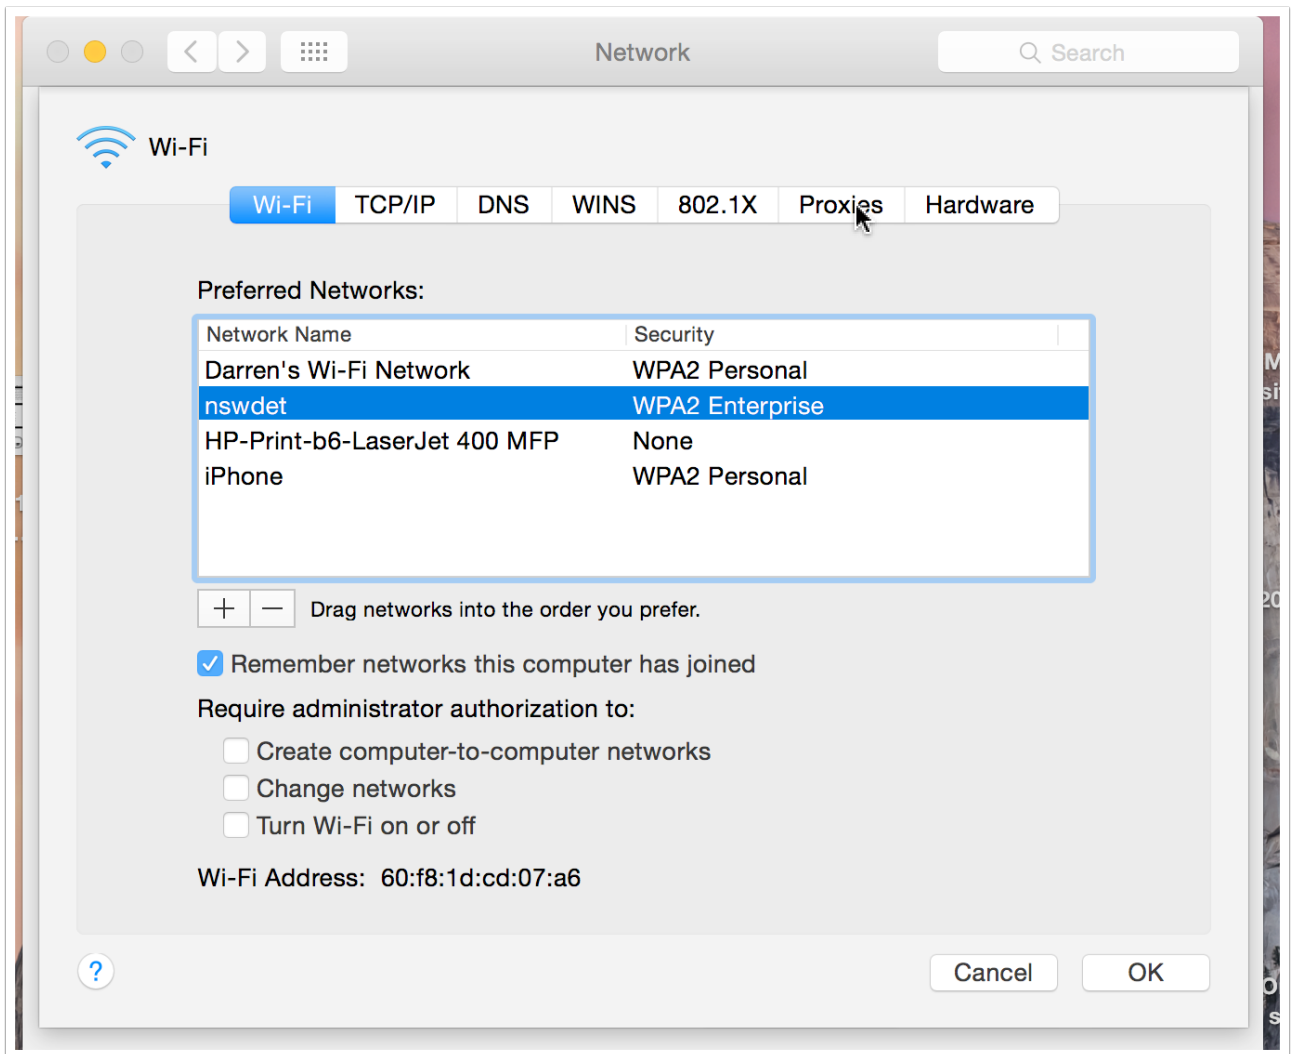 Network
Search
Wi-Fi
Wi-Fi TCP/IP DNS WINS 802.1X Proxies Hardware
Preferred Networks:
Network Name Security
Darren's Wi-Fi Network WPA2 Personal
nswdet WPA2 Enterprise
HP-Print-b6-LaserJet 400 MFP None
iPhone WPA2 Personal
+ − Drag networks into the order you prefer.
Remember networks this computer has joined
Require administrator authorization to:
Create computer-to-computer networks
Change networks
Turn Wi-Fi on or off
Wi-Fi Address: 60:f8:1d:cd:07:a6
? Cancel OK